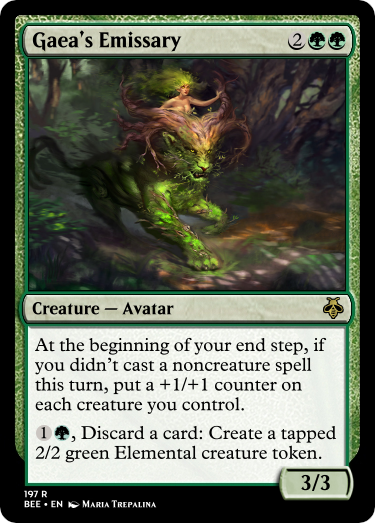 Gaea's Emissary 2
Creature — Avatar
At the beginning of your end step, if
you didn't cast a noncreature spell
this turn, put a +1/+1 counter on
each creature you control.
1, Discard a card: Create a tapped
2/2 green Elemental creature token.
3/3
197 R
BEE • EN Maria Trepalina